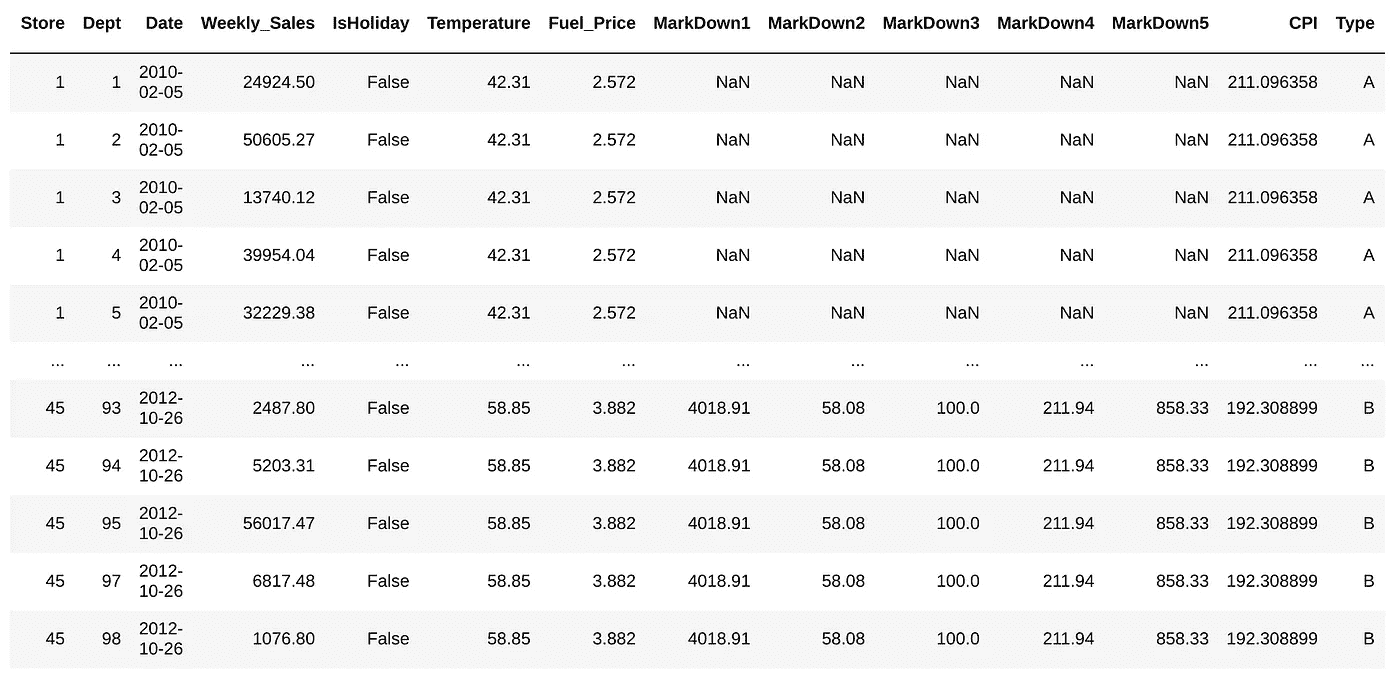 Store Dept Date Weekly_Sales IsHoliday Temperature Fuel_Price MarkDown1 MarkDown2 MarkDown3 MarkDown4 MarkDown5 CPI Type
1 1 2010-
02-05 24924.50 False 42.31 2.572 NaN NaN NaN NaN NaN 211.096358 A
1 2 2010-
02-05 50605.27 False 42.31 2.572 NaN NaN NaN NaN NaN 211.096358 A
1 3 2010-
02-05 13740.12 False 42.31 2.572 NaN NaN NaN NaN NaN 211.096358 A
1 4 2010-
02-05 39954.04 False 42.31 2.572 NaN NaN NaN NaN NaN 211.096358 A
1 5 2010-
02-05 32229.38 False 42.31 2.572 NaN NaN NaN NaN NaN 211.096358 A
... ... ... ... ... ... ... ... ... ... ... ... ... ...
45 93 2012-
10-26 2487.80 False 58.85 3.882 4018.91 58.08 100.0 211.94 858.33 192.308899 B
45 94 2012-
10-26 5203.31 False 58.85 3.882 4018.91 58.08 100.0 211.94 858.33 192.308899 B
45 95 2012-
10-26 56017.47 False 58.85 3.882 4018.91 58.08 100.0 211.94 858.33 192.308899 B
45 97 2012-
10-26 6817.48 False 58.85 3.882 4018.91 58.08 100.0 211.94 858.33 192.308899 B
45 98 2012-
10-26 1076.80 False 58.85 3.882 4018.91 58.08 100.0 211.94 858.33 192.308899 B